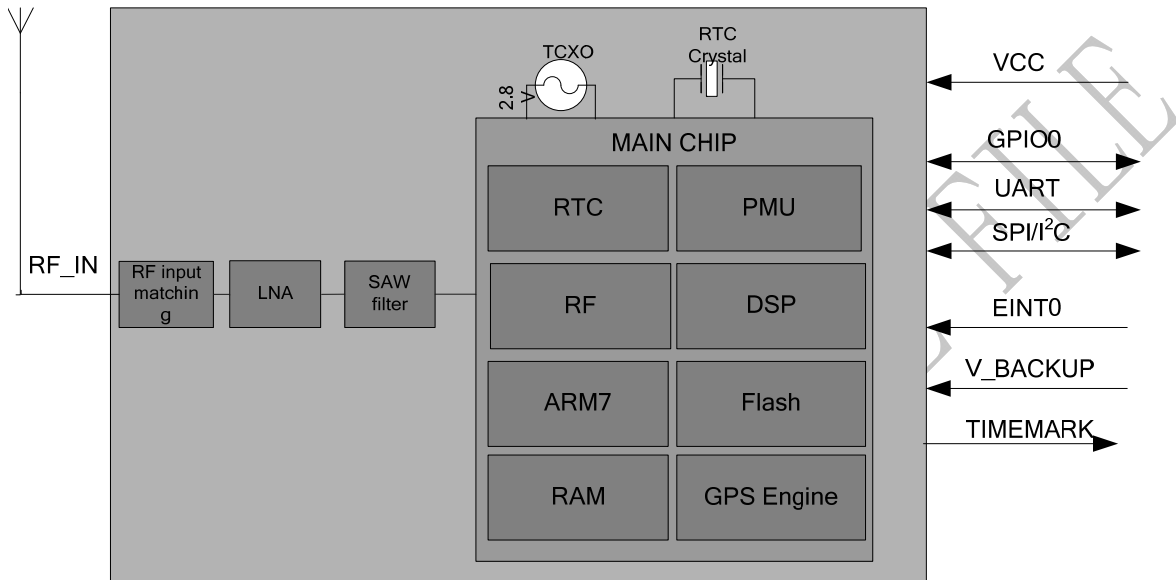 TCXO
RTC
Crystal
2.8
V
VCC
MAIN CHIP
GPIO0
RTC
PMU
UART
SPI/I²C
RF_IN
RF input
matchin
g
LNA
SAW
filter
RF
DSP
EINT0
V_BACKUP
ARM7
Flash
TIMEMARK
RAM
GPS Engine
E FILE